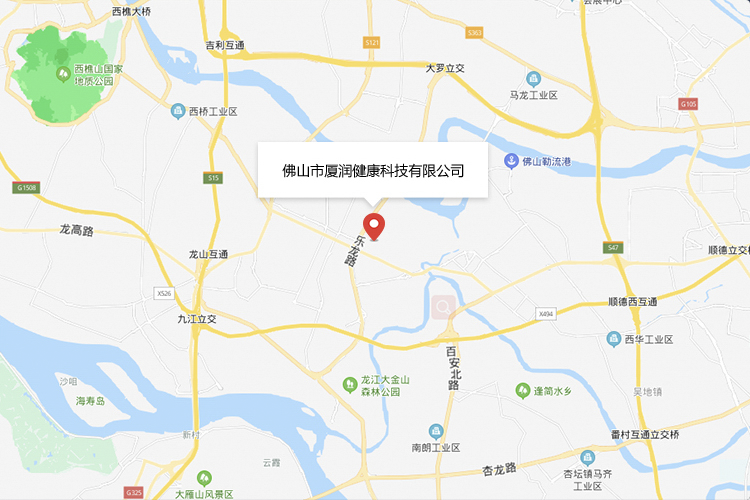 会展中心
西樵大桥
吉利互通
S121
S363
西樵山国家
地质公园
大罗立交
马龙工业区
G105
西桥工业区
佛山勒流港
佛山市厦润健康科技有限公司
G1508
S15
龙高路
乐龙路
S47
龙山互通
顺德立交桥
X526
顺德西互通
九江立交
X494
西华工业区
百安北路
沙咀
龙江大金山
森林公园
逢简水乡
吴地镇
海寿岛
新村
番村互通立交桥
南朗工业区
云霞
杏龙路
杏坛镇马齐
工业区
G325
大雁山风景区